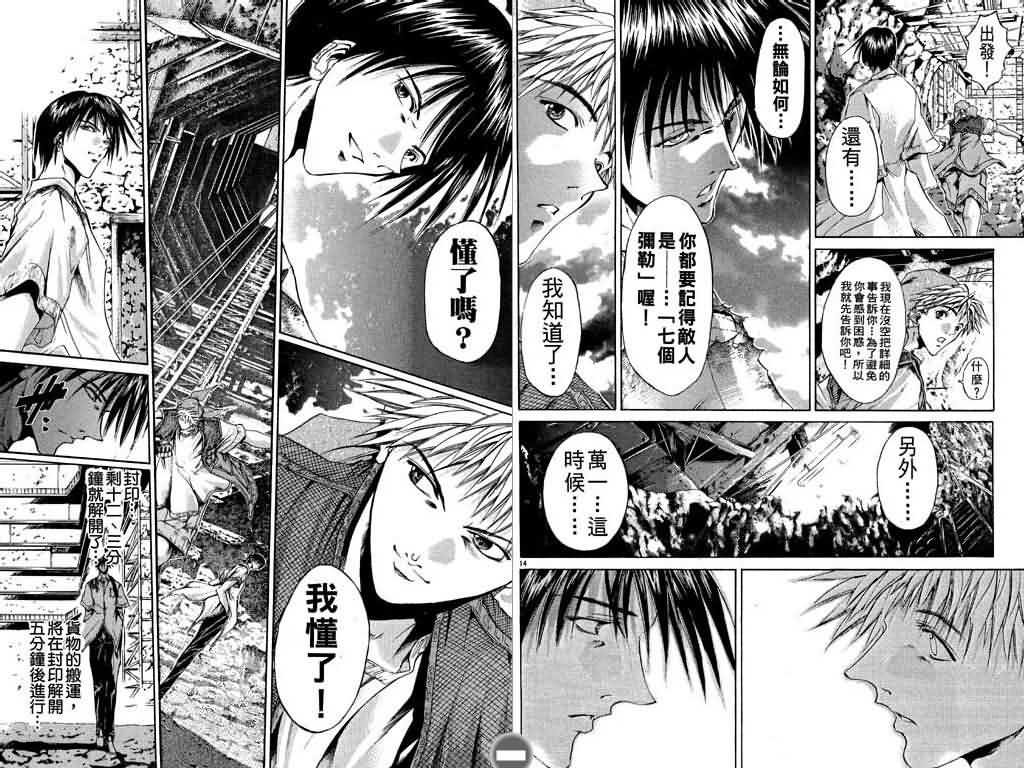 出發！
還有……
我現在沒空把詳細的
事告訴你…為了避免
你會感到困惑，所以
我就先告訴你吧！
什麼？
…無論如何…
你都要記得敵人
是……「七個
彌勒」喔！
我知道了…
另外……
萬一…這
時候……
14
懂了嗎？
我懂了！
封印…
剩十二、三分
鐘就解開了…
貨物的搬運，
將在封印解開
五分鐘後進行…